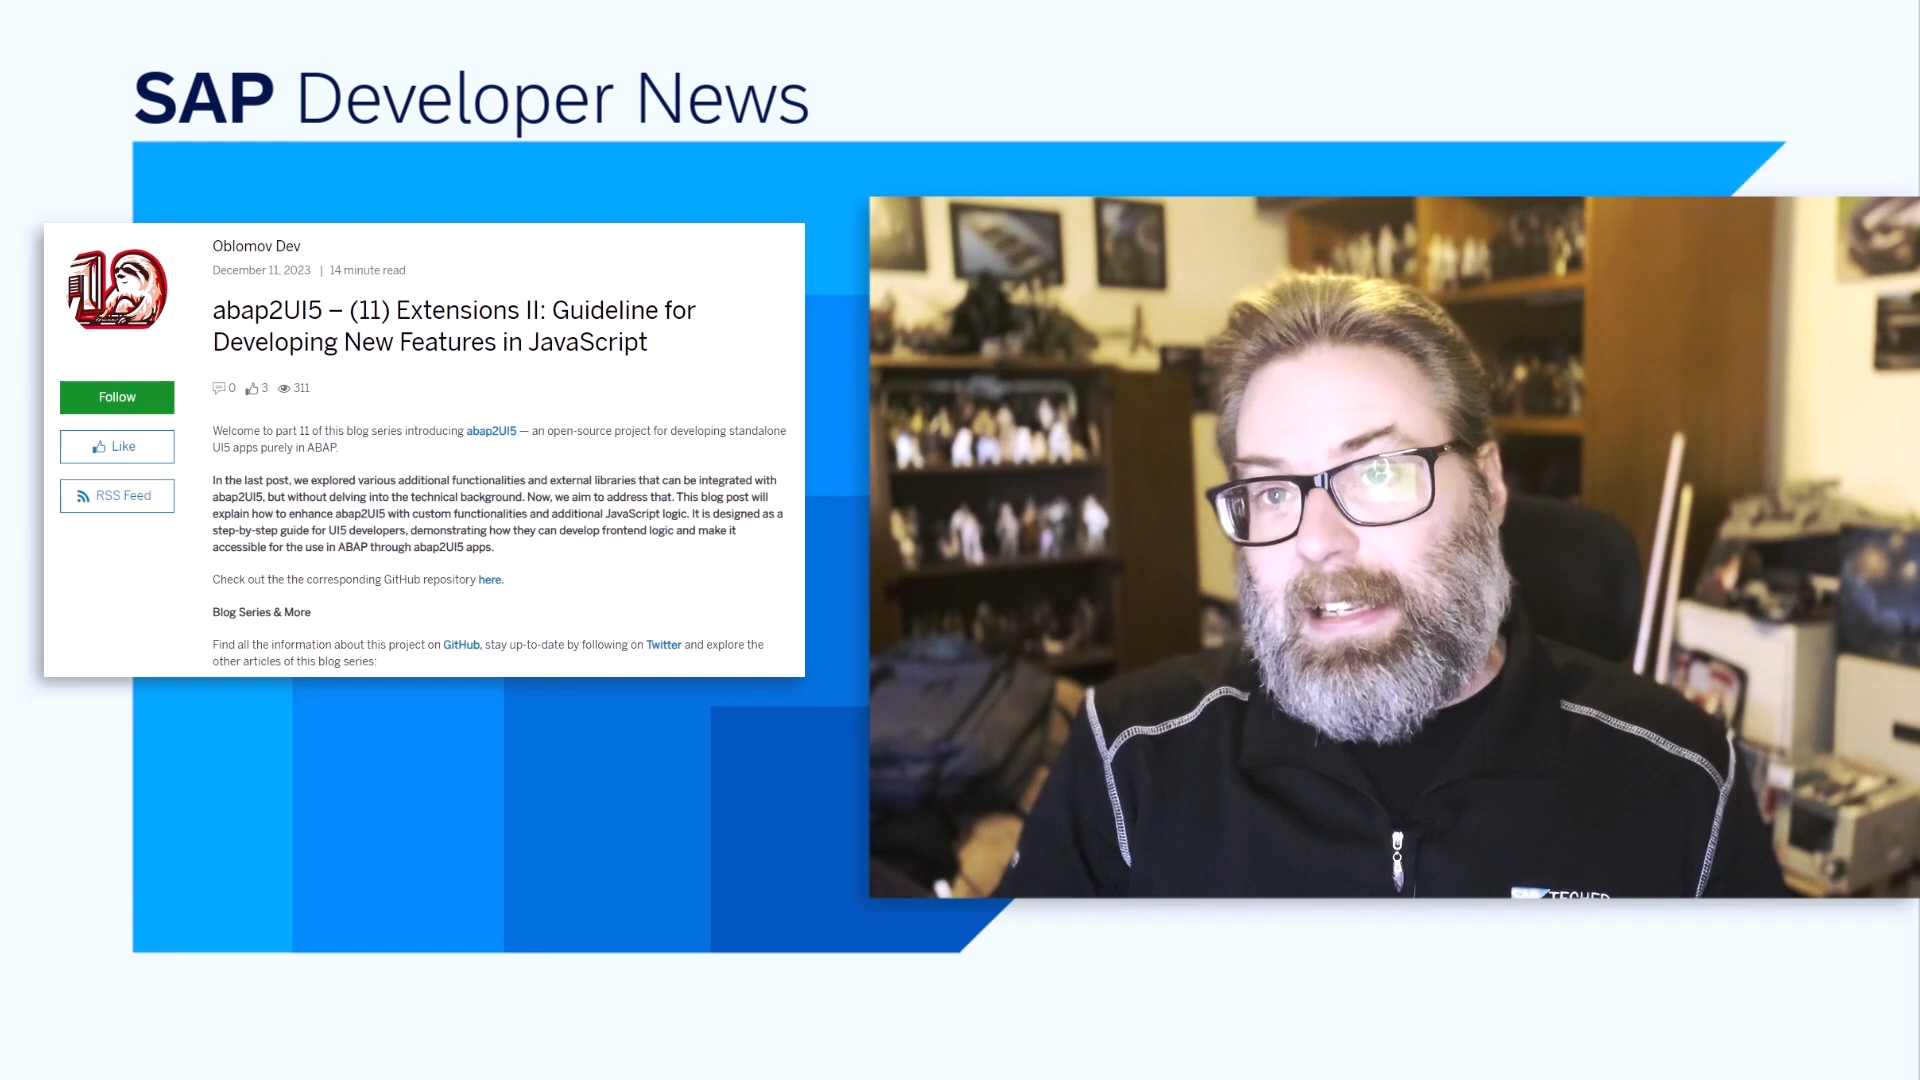 SAP Developer News
Oblomov Dev
December 11, 2023 | 14 minute read
abap2UI5 – (11) Extensions II: Guideline for
Developing New Features in JavaScript
0 3 311
Follow
Like
RSS Feed
Welcome to part 11 of this blog series introducing abap2UI5 — an open-source project for developing standalone
UI5 apps purely in ABAP.
In the last post, we explored various additional functionalities and external libraries that can be integrated with
abap2UI5, but without delving into the technical background. Now, we aim to address that. This blog post will
explain how to enhance abap2UI5 with custom functionalities and additional JavaScript logic. It is designed as a
step-by-step guide for UI5 developers, demonstrating how they can develop frontend logic and make it
accessible for the use in ABAP through abap2UI5 apps.
Check out the the corresponding GitHub repository here.
Blog Series & More
Find all the information about this project on GitHub, stay up-to-date by following on Twitter and explore the
other articles of this blog series:
SAP TECHED